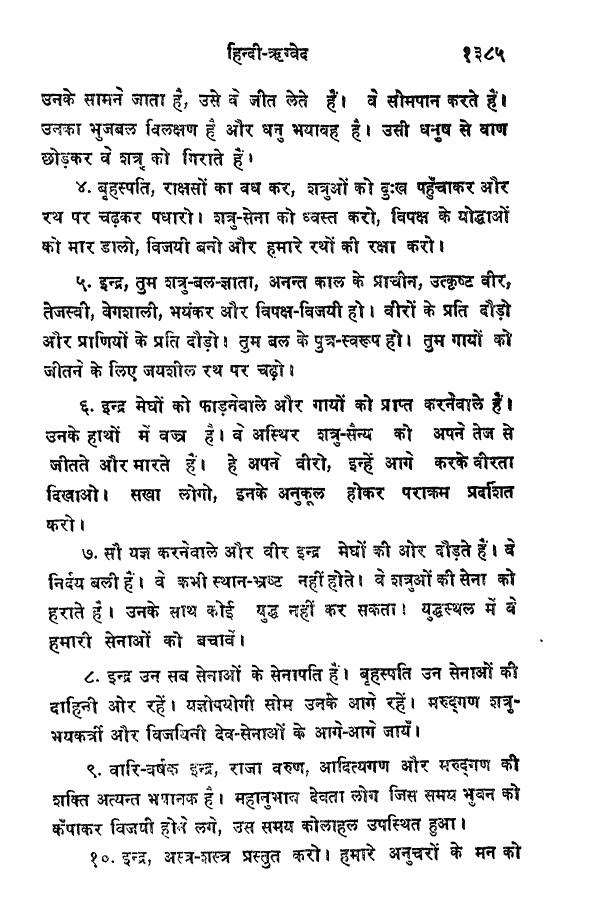 हिन्दी-ऋग्वेद १३८५
उनके सामने जाता है, उसे वे जीत लेते हैं। वे सोमपान करते हैं।
उनका भुजबल विलक्षण है और धनु भयावह है। उसी धनुष से वाण
छोड़कर वे शत्रु को गिराते हैं।
४. बृहस्पति, राक्षसों का वध कर, शत्रुओं को दुःख पहुँचाकर और
रथ पर चढ़कर पधारो। शत्रु-सेना को ध्वस्त करो, विपक्ष के योद्धाओं
को मार डालो, विजयी बनो और हमारे रथों की रक्षा करो।
५. इन्द्र, तुम शत्रु-बल-ज्ञाता, अनन्त काल के प्राचीन, उत्कृष्ट वीर,
तेजस्वी, वेगशाली, भयंकर और विपक्ष-विजयी हो। वीरों के प्रति दौड़ो
और प्राणियों के प्रति दौड़ो। तुम बल के पुत्र-स्वरूप हो। तुम गायों को
जीतने के लिए जयशील रथ पर चढ़ो।
६. इन्द्र मेघों को फाड़नेवाले और गायों को प्राप्त करनेवाले हैं।
उनके हाथों में वज्र है। वे अस्थिर शत्रु-सैन्य को अपने तेज से
जीतते और मारते हैं। हे अपने वीरो, इन्हें आगे करके वीरता
दिखाओ। सखा लोगो, इनके अनुकूल होकर पराक्रम प्रदर्शित
करो।
७. सौ यज्ञ करनेवाले और वीर इन्द्र मेघों की ओर दौड़ते हैं। वे
निर्दय बली हैं। वे कभी स्थान-भ्रष्ट नहीं होते। वे शत्रुओं की सेना को
हराते हैं। उनके साथ कोई युद्ध नहीं कर सकता। युद्धस्थल में वे
हमारी सेनाओं को बचावें।
८. इन्द्र उन सब सेनाओं के सेनापति हैं। बृहस्पति उन सेनाओं की
दाहिनी ओर रहें। यज्ञोपयोगी सोम उनके आगे रहें। मरुद्गण शत्रु-
भयकर्त्री और विजयिनी देव-सेनाओं के आगे-आगे जायँ।
९. वारि-वर्षक इन्द्र, राजा वरुण, आदित्यगण और मरुद्गण की
शक्ति अत्यन्त भयानक है। महानुभाव देवता लोग जिस समय भुवन को
कँपाकर विजयी होने लगे, उस समय कोलाहल उपस्थित हुआ।
१०. इन्द्र, अस्त्र-शस्त्र प्रस्तुत करो। हमारे अनुचरों के मन को